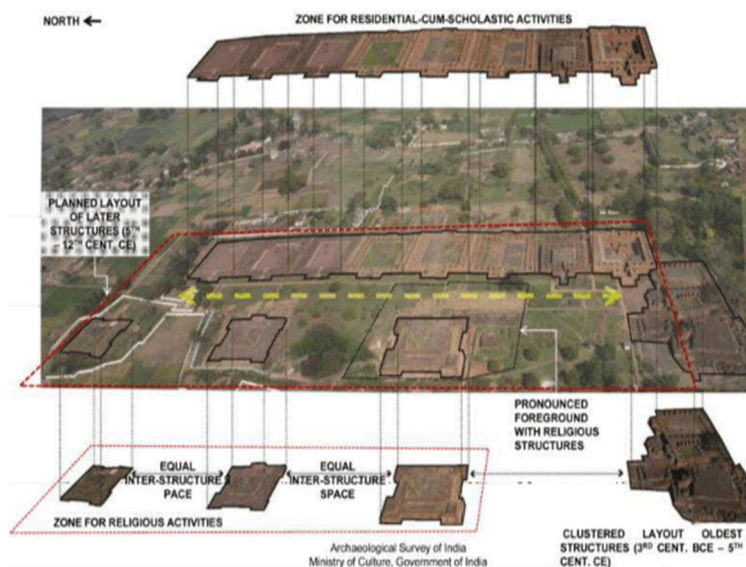 NORTH
ZONE FOR RESIDENTIAL-CUM-SCHOLASTIC ACTIVITIES
PLANNED LAYOUT
OF LATER
STRUCTURES (5TH
– 12TH CENT. CE)
PRONOUNCED
FOREGROUND
WITH RELIGIOUS
STRUCTURES
EQUAL
INTER-STRUCTURE S
PACE
EQUAL
INTER-STRUCTURE
SPACE
ZONE FOR RELIGIOUS ACTIVITIES
CLUSTERED LAYOUT OLDEST
STRUCTURES (3RD CENT. BCE – 5TH
CENT. CE)
Archaeological Survey of India
Ministry of Culture, Government of India